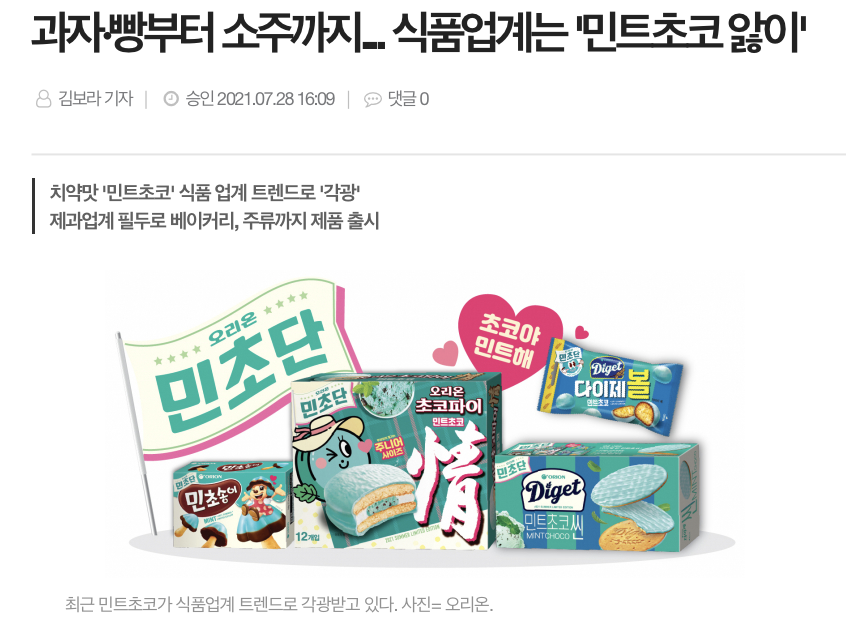 과자·빵부터 소주까지... 식품업계는 '민트초코 앓이'
김보라 기자 | 승인 2021.07.28 16:09 | 댓글 0
치약맛 '민트초코' 식품 업계 트렌드로 '각광'
제과업계 필두로 베이커리, 주류까지 제품 출시
오리온
민초단
초코야
민트해
민초단
Diget
다이제볼
민트초코
오리온
민초단
오리온
초코파이
민트초코
주니어
사이즈
情
12개입
2021 SUMMER LIMITED EDITION
민초단
ORION
민초송이
MINT
민초단
ORION
Diget
민트초코씬
MINTCHOCO
최근 민트초코가 식품업계 트렌드로 각광받고 있다. 사진= 오리온.